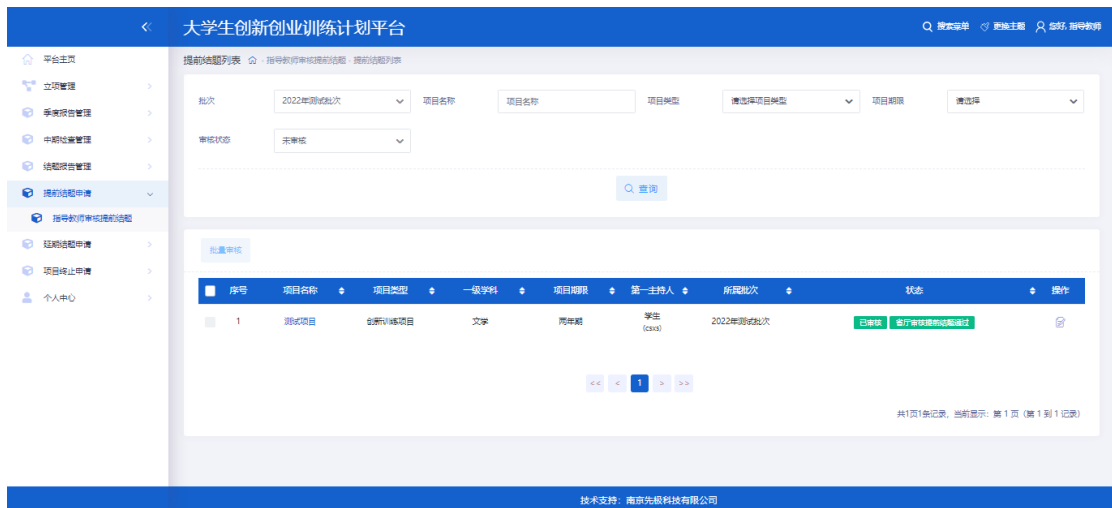 大学生创新创业训练计划平台
搜索菜单 更换主题 您好, 指导教师
平台主页
立项管理
季度报告管理
中期检查管理
结题报告管理
提前结题申请
指导教师审核提前结题
延期结题申请
项目终止申请
个人中心
提前结题列表 - 指导教师审核提前结题 - 提前结题列表
批次 2022年测试批次 项目名称 项目名称 项目类型 请选择项目类型 项目期限 请选择
审核状态 未审核
查询
批量审核
序号 项目名称 项目类型 一级学科 项目期限 第一主持人 所属批次 状态 操作
1 测试项目 创新训练项目 文学 两年期 学生 2022年测试批次 已审核 省厅审核提前结题通过
(csxs)
<< < 1 > >>
共1页1条记录, 当前显示: 第 1 页 (第 1 到 1 记录)
技术支持: 南京先极科技有限公司